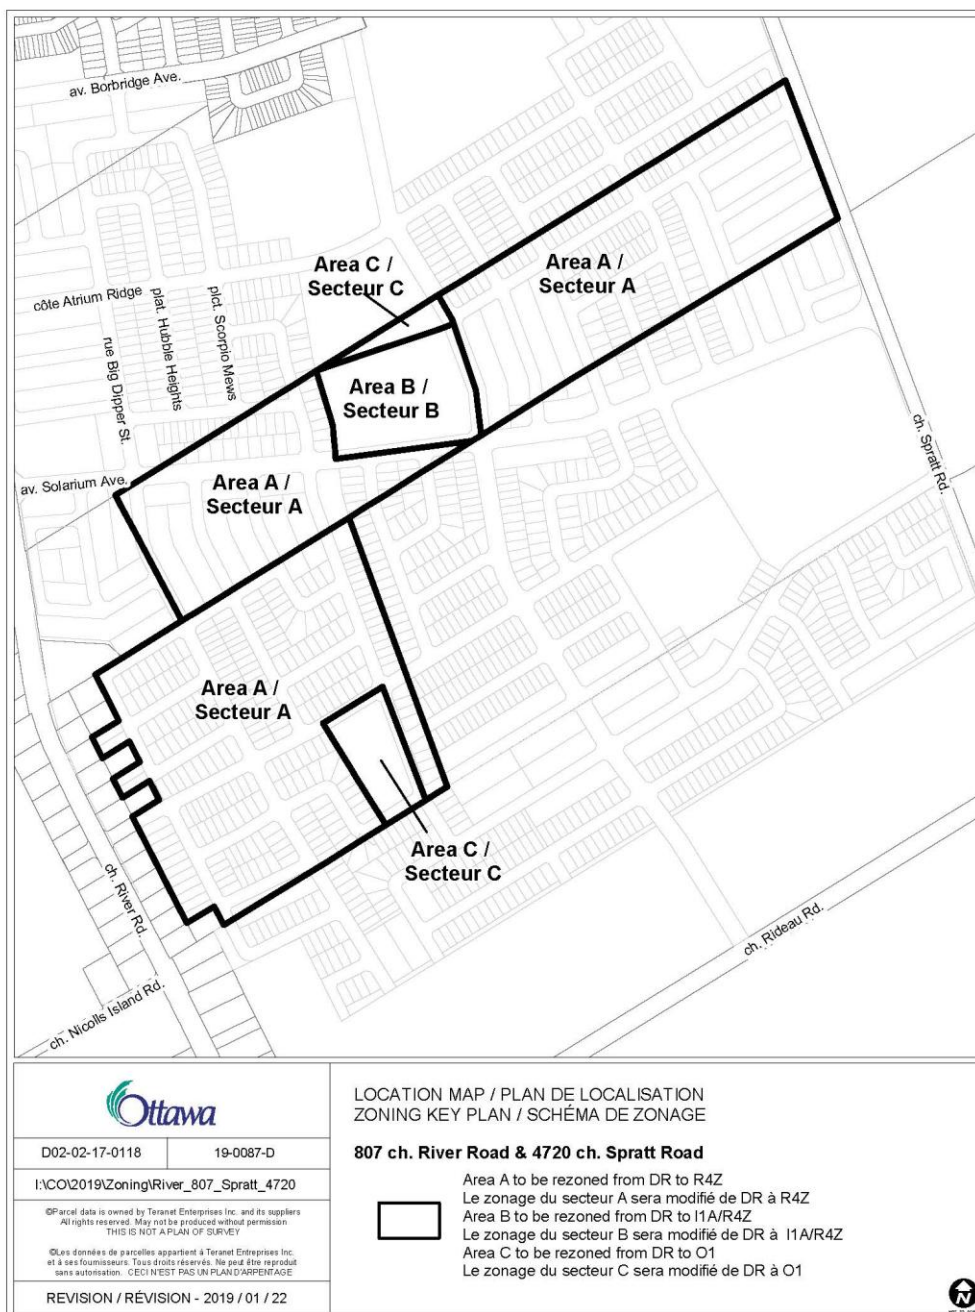 av. Borbridge Ave.
Area C /
Secteur C
Area A /
Secteur A
côte Atrium Ridge
plat. Hubble Heights
plct. Scorpio Mews
rue Big Dipper St.
Area B /
Secteur B
ch. Spratt Rd.
av. Solarium Ave.
Area A /
Secteur A
Area A /
Secteur A
Area C /
Secteur C
ch. River Rd.
ch. Rideau Rd.
ch. Nicolls Island Rd.
Ottawa
D02-02-17-0118
19-0087-D
I:\CO\2019\Zoning\River_807_Spratt_4720
©Parcel data is owned by Teranet Enterprises Inc. and its suppliers
All rights reserved. May not be produced without permission
THIS IS NOT A PLAN OF SURVEY
©Les données de parcelles appartient à Teranet Enterprises Inc.
et à ses fournisseurs. Tous droits réservés. Ne peut être reproduit
sans autorisation. CECI N'EST PAS UN PLAN D'ARPENTAGE
REVISION / RÉVISION - 2019 / 01 / 22
LOCATION MAP / PLAN DE LOCALISATION
ZONING KEY PLAN / SCHÉMA DE ZONAGE
807 ch. River Road & 4720 ch. Spratt Road
Area A to be rezoned from DR to R4Z
Le zonage du secteur A sera modifié de DR à R4Z
Area B to be rezoned from DR to I1A/R4Z
Le zonage du secteur B sera modifié de DR à I1A/R4Z
Area C to be rezoned from DR to O1
Le zonage du secteur C sera modifié de DR à O1
N